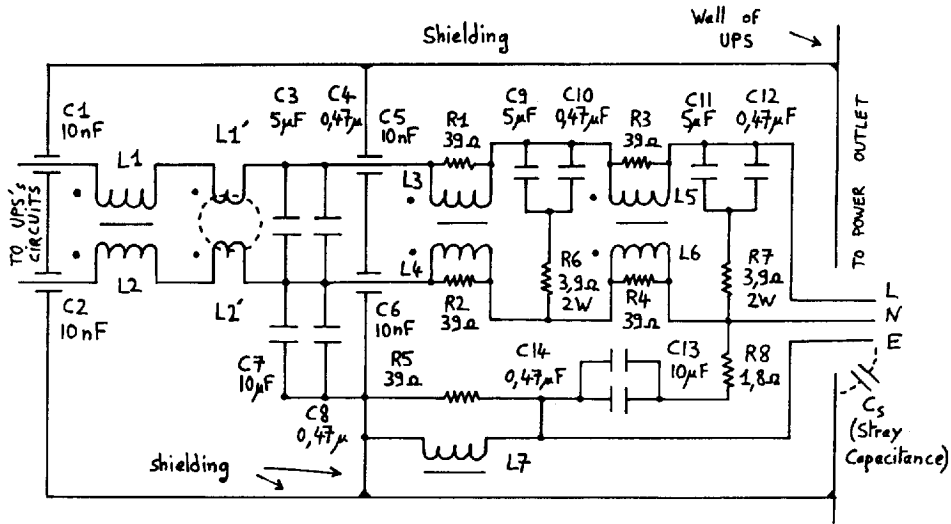 Shielding
Wall of
UPS
C1
10nF
L1
L1'
C3
5µF
C4
0,47µ
C5
10nF
R1
39Ω
C9
5µF
C10
0,47µF
R3
39Ω
C11
5µF
C12
0,47µF
TO POWER OUTLET
TO UPS'S
CIRCUITS
L3
L5
L4
L6
L2
L2'
C2
10nF
C6
10nF
R2
39Ω
R6
3,9Ω
2W
R4
39Ω
R7
3,9Ω
2W
L
N
E
C7
10µF
C8
0,47µ
R5
39Ω
C14
0,47µF
C13
10µF
R8
1,8Ω
Cs
(Stray
Capacitance)
shielding
L7